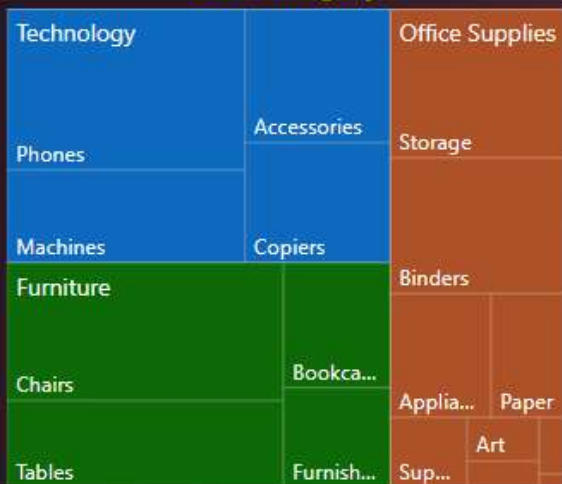 Technology
Phones
Machines
Accessories
Copiers
Furniture
Chairs
Tables
Bookca...
Furnish...
Office Supplies
Storage
Binders
Applia...
Paper
Sup...
Art